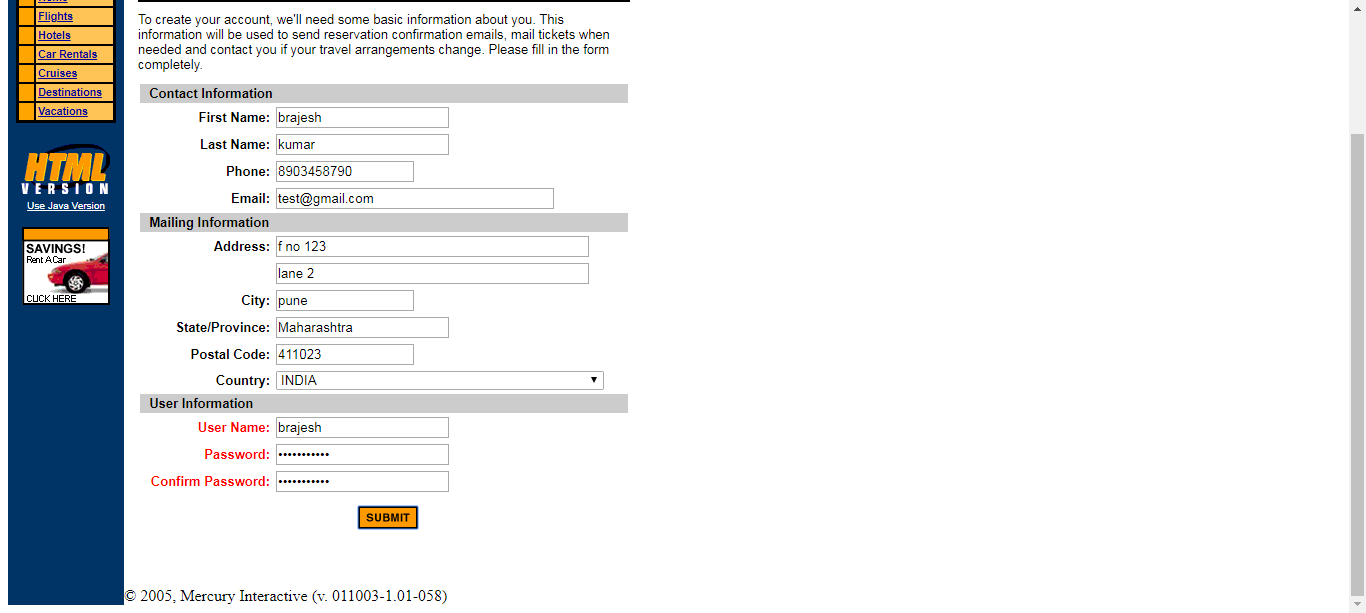 Home
Flights
Hotels
Car Rentals
Cruises
Destinations
Vacations
HTML
VERSION
Use Java Version
SAVINGS!
Rent A Car
CLICK HERE
To create your account, we'll need some basic information about you. This
information will be used to send reservation confirmation emails, mail tickets when
needed and contact you if your travel arrangements change. Please fill in the form
completely.
Contact Information
First Name: brajesh
Last Name: kumar
Phone: 8903458790
Email: test@gmail.com
Mailing Information
Address: f no 123
lane 2
City: pune
State/Province: Maharashtra
Postal Code: 411023
Country: INDIA
User Information
User Name: brajesh
Password: •••••••••••
Confirm Password: •••••••••••
SUBMIT
© 2005, Mercury Interactive (v. 011003-1.01-058)